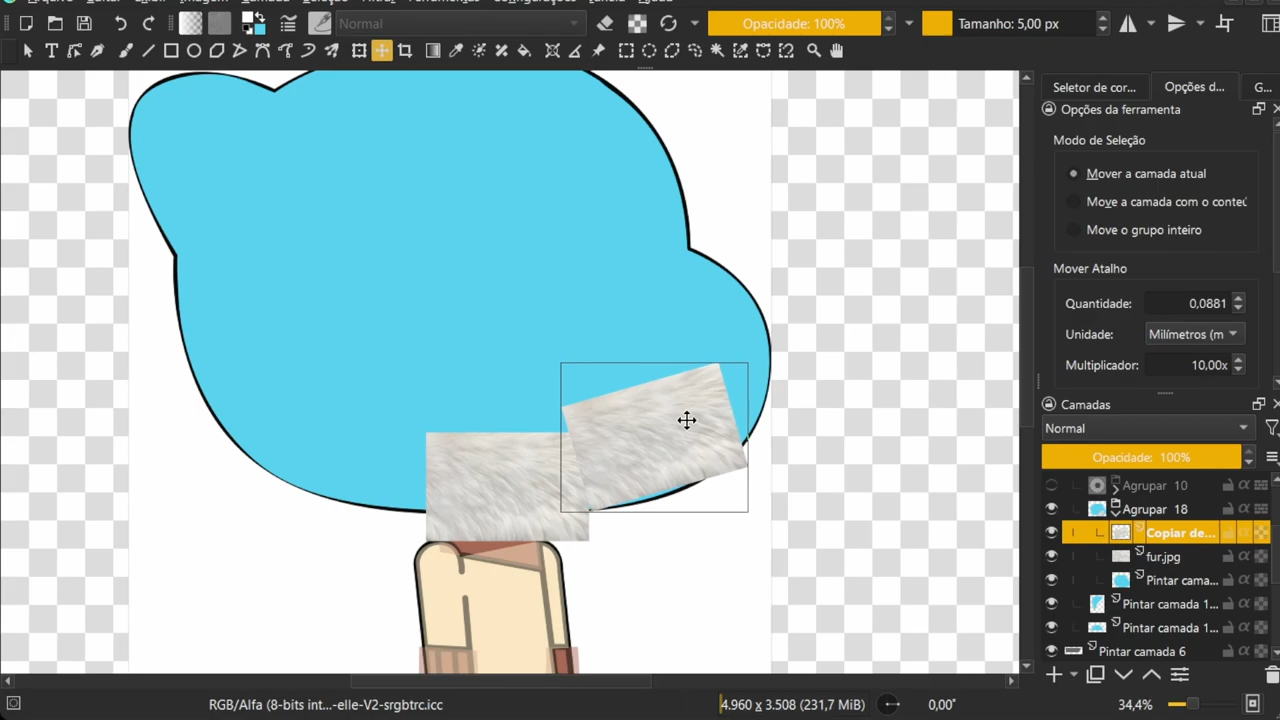 Normal
Opacidade: 100%
Tamanho: 5,00 px
Seletor de cor...
Opções d...
G...
Opções da ferramenta
Modo de Seleção
Mover a camada atual
Move a camada com o conteú
Move o grupo inteiro
Mover Atalho
Quantidade: 0,0881
Unidade: Milímetros (m
Multiplicador: 10,00x
Camadas
Normal
Opacidade: 100%
Agrupar 10
Agrupar 18
Copiar de...
fur.jpg
Pintar cama...
Pintar camada 1...
Pintar camada 1...
Pintar camada 6
RGB/Alfa (8-bits int...-elle-V2-srgbtrc.icc
4.960 x 3.508 (231,7 MiB)
0,00°
34,4%